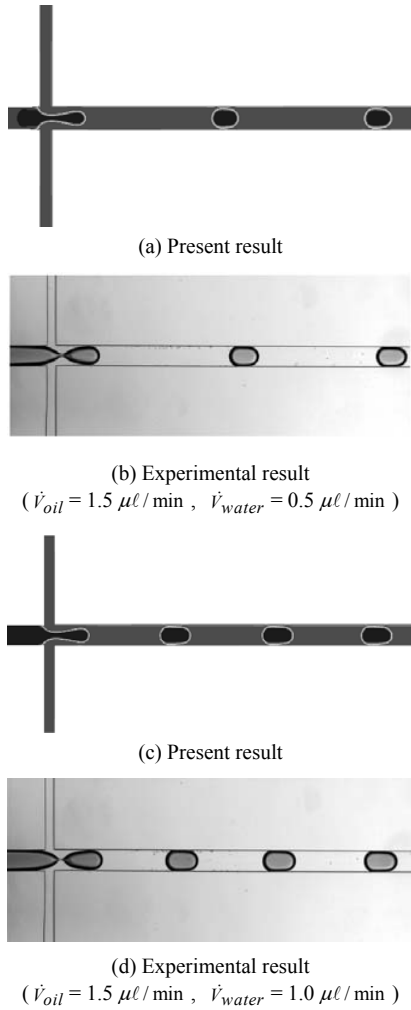 (a) Present result
(b) Experimental result
( V̇oil = 1.5 μℓ / min , V̇water = 0.5 μℓ / min )
(c) Present result
(d) Experimental result
( V̇oil = 1.5 μℓ / min , V̇water = 1.0 μℓ / min )